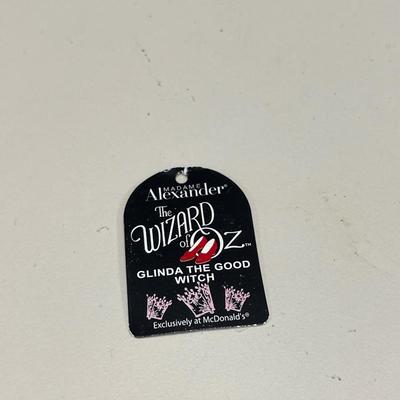 MADAME
Alexander®
The
WIZARD
of OZ™
GLINDA THE GOOD
WITCH
Exclusively at McDonald's®